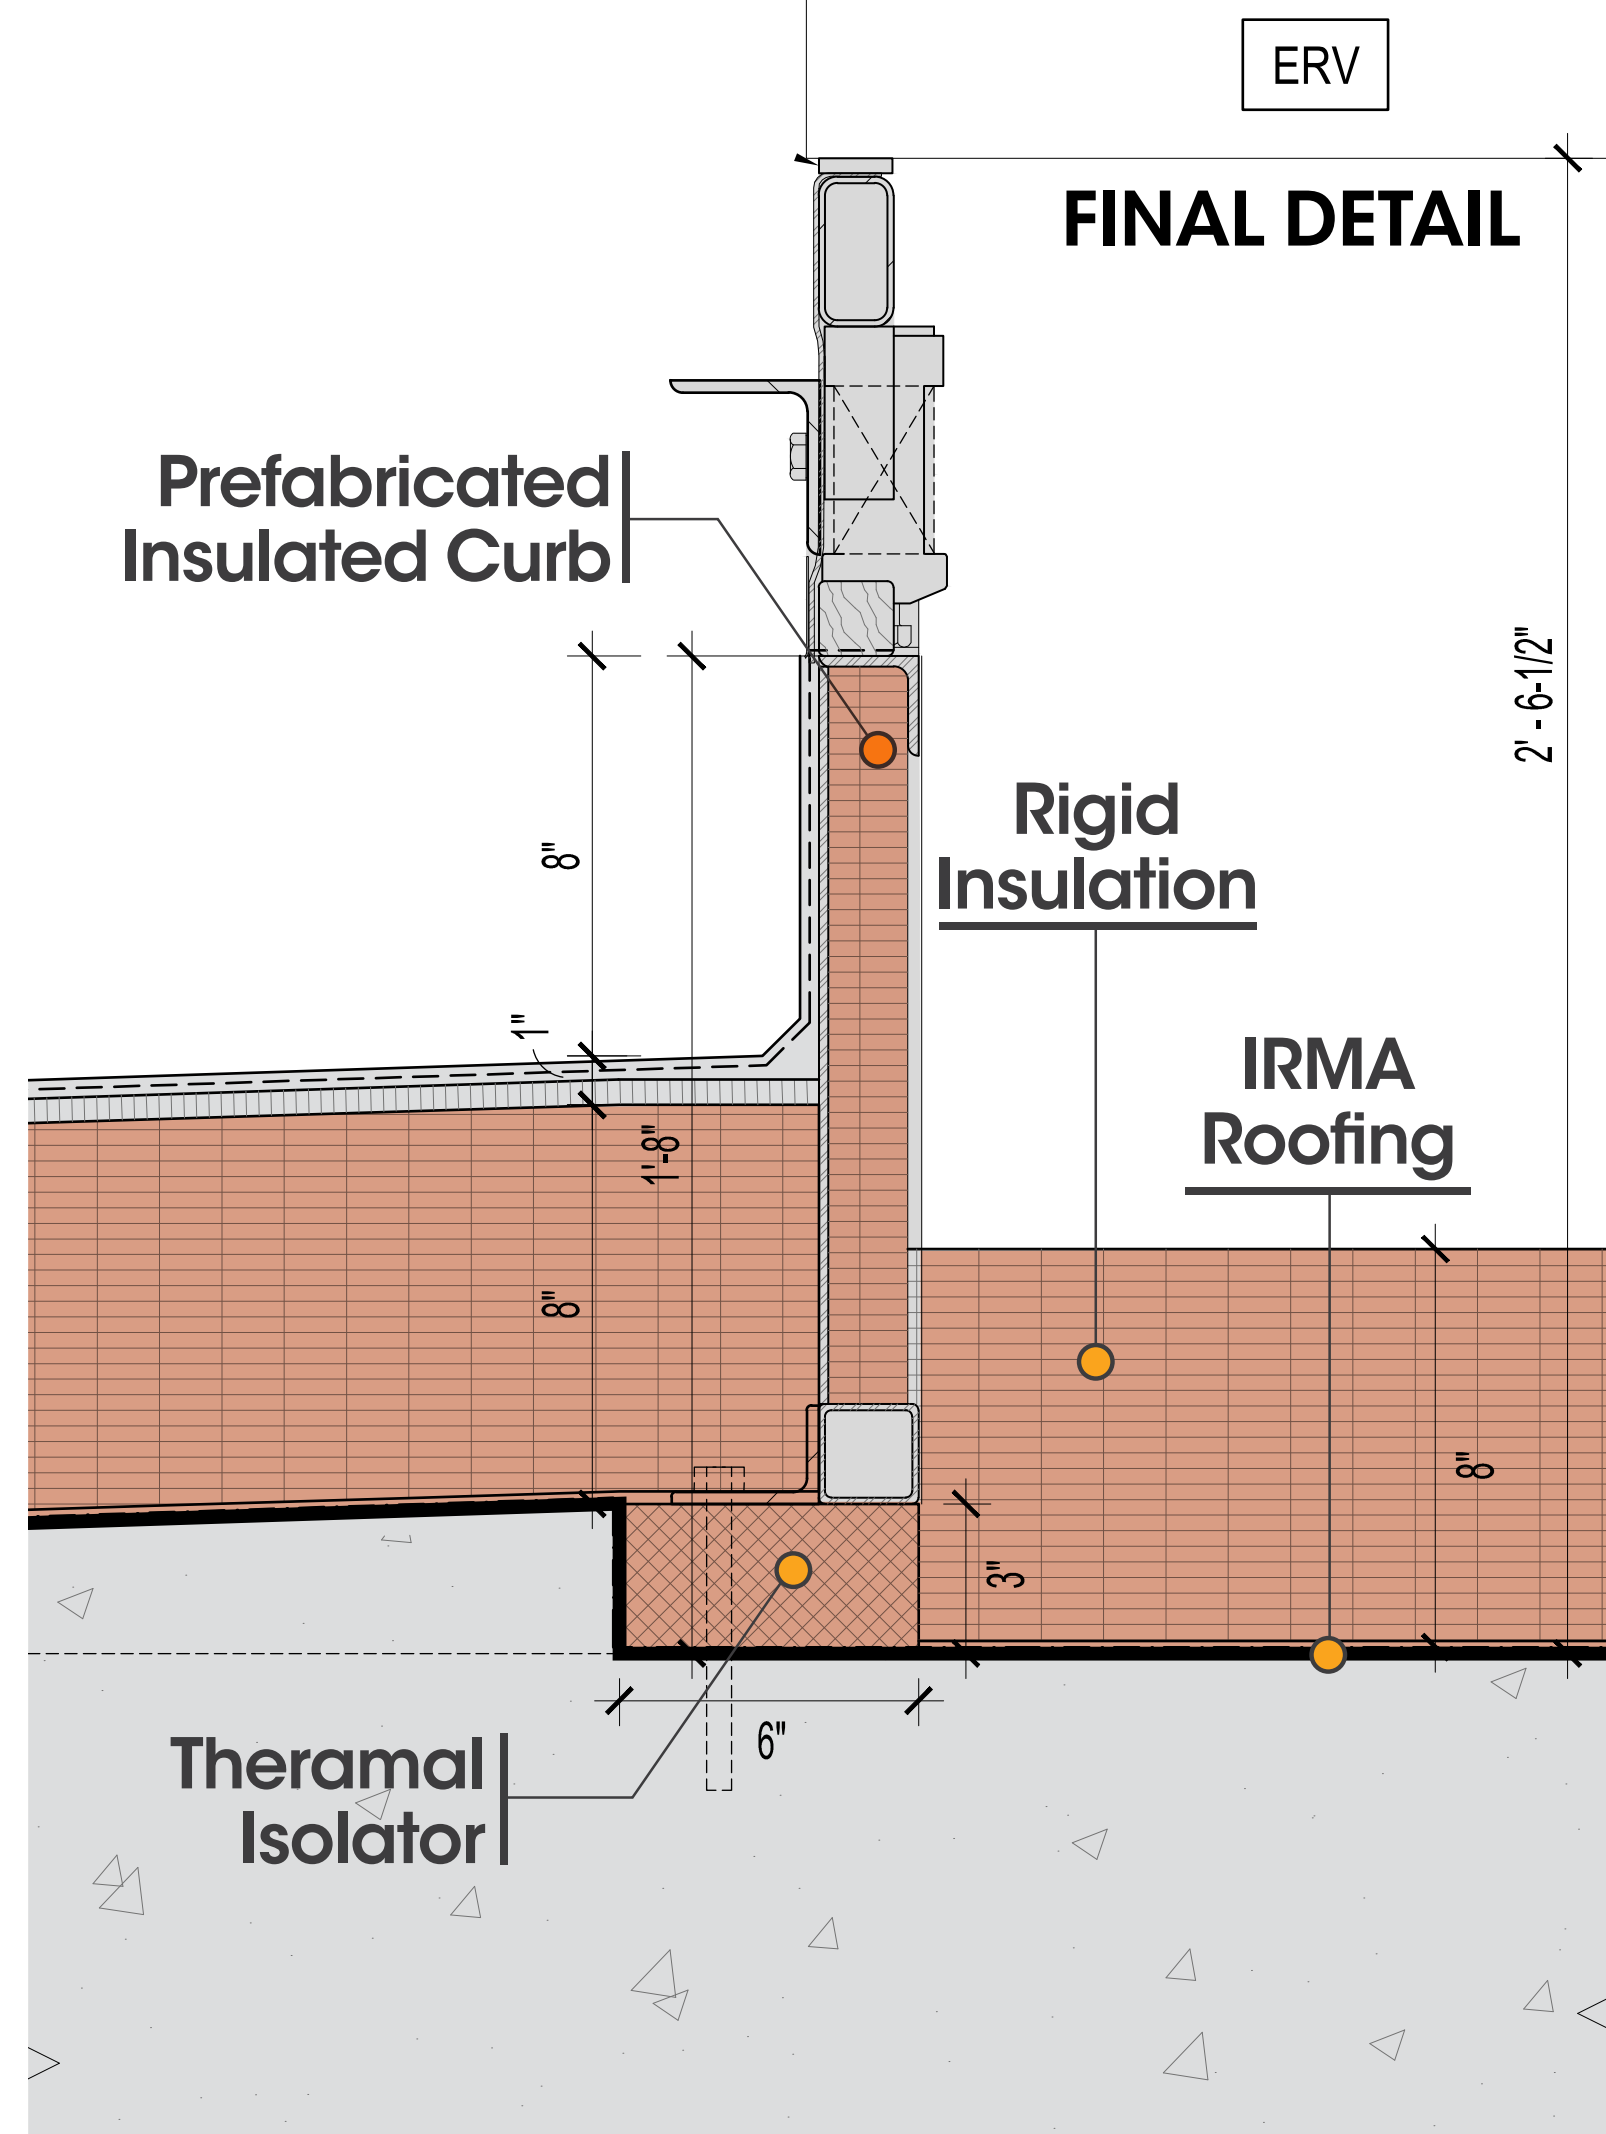 ERV
FINAL DETAIL
Prefabricated
Insulated Curb
2' - 6-1/2"
8"
Rigid
Insulation
1"
IRMA
Roofing
1'-8"
8"
8"
3"
6"
Theramal
Isolator